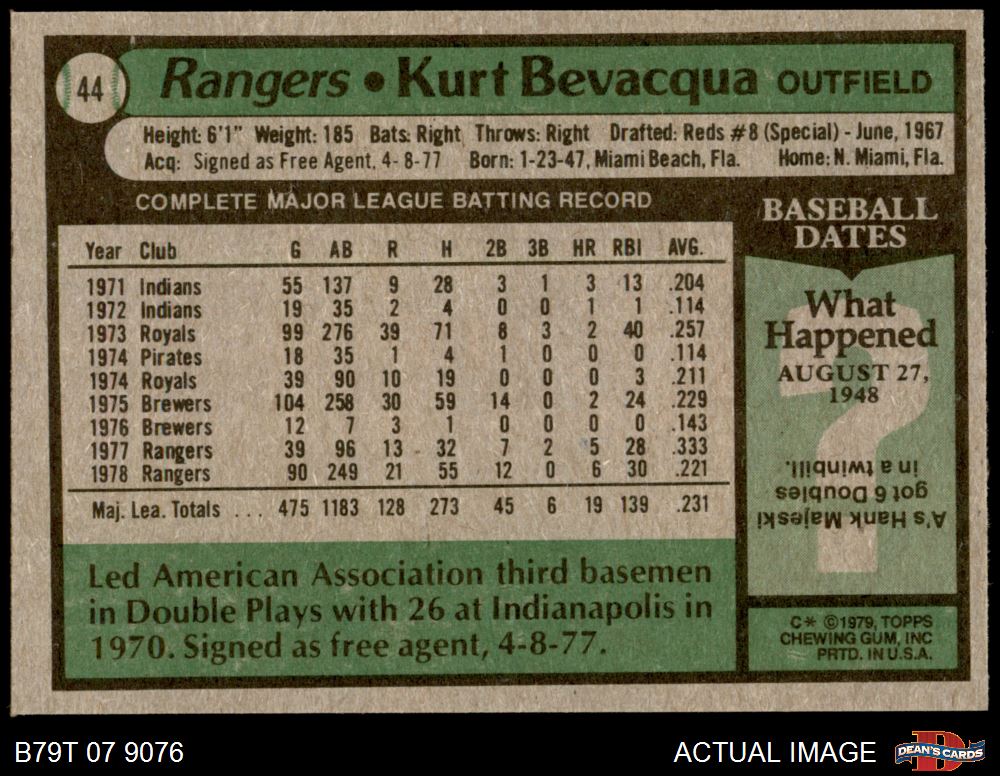 44
Rangers • Kurt Bevacqua OUTFIELD
Height: 6'1" Weight: 185 Bats: Right Throws: Right Drafted: Reds #8 (Special) - June, 1967
Acq: Signed as Free Agent, 4- 8-77 Born: 1-23-47, Miami Beach, Fla. Home: N. Miami, Fla.
COMPLETE MAJOR LEAGUE BATTING RECORD
Year Club G AB R H 2B 3B HR RBI AVG.
1971 Indians 55 137 9 28 3 1 3 13 .204
1972 Indians 19 35 2 4 0 0 1 1 .114
1973 Royals 99 276 39 71 8 3 2 40 .257
1974 Pirates 18 35 1 4 1 0 0 0 .114
1974 Royals 39 90 10 19 0 0 0 3 .211
1975 Brewers 104 258 30 59 14 0 2 24 .229
1976 Brewers 12 7 3 1 0 0 0 0 .143
1977 Rangers 39 96 13 32 7 2 5 28 .333
1978 Rangers 90 249 21 55 12 0 6 30 .221
Maj. Lea. Totals ... 475 1183 128 273 45 6 19 139 .231
Led American Association third basemen
in Double Plays with 26 at Indianapolis in
1970. Signed as free agent, 4-8-77.
BASEBALL
DATES
What
Happened
AUGUST 27,
1948
?
A's Hank Majeski
got 6 Doubles
in a twinbill.
C* ©1979, TOPPS
CHEWING GUM, INC
PRTD. IN U.S.A.
B79T 07 9076
ACTUAL IMAGE
D
DEAN'S CARDS